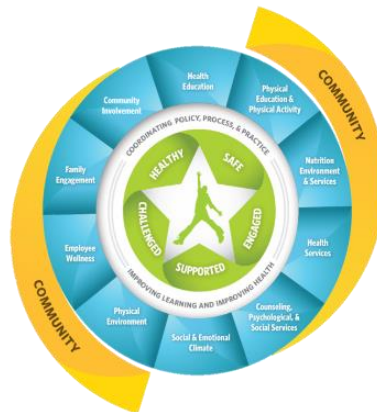 COMMUNITY
Health
Education
Physical
Education &
Physical Activity
Nutrition
Environment
& Services
Health
Services
Counseling,
Psychological, &
Social Services
Social & Emotional
Climate
Physical
Environment
Employee
Wellness
Family
Engagement
Community
Involvement
COORDINATING POLICY, PROCESS, & PRACTICE
IMPROVING LEARNING AND IMPROVING HEALTH
HEALTHY
SAFE
ENGAGED
SUPPORTED
CHALLENGED
COMMUNITY